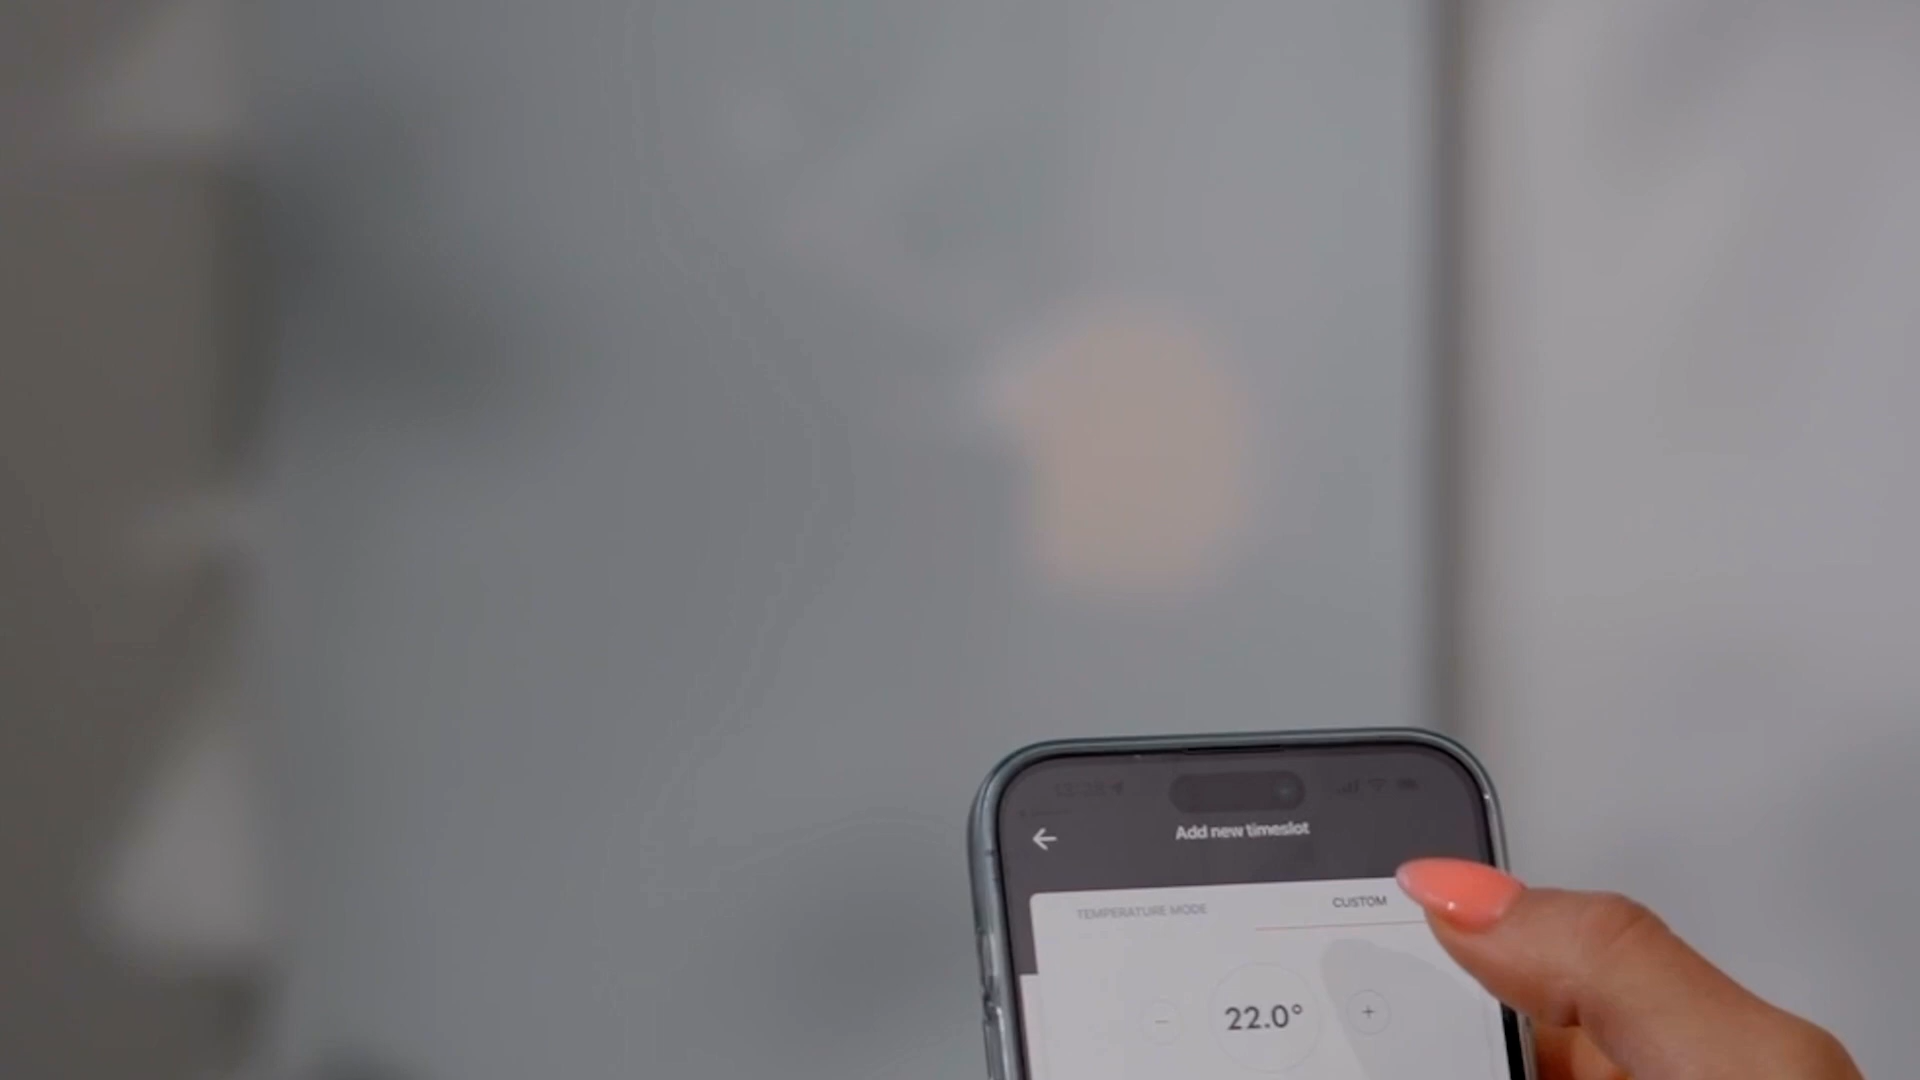 Add new timeslot
TEMPERATURE MODE
CUSTOM
−
22.0°
+